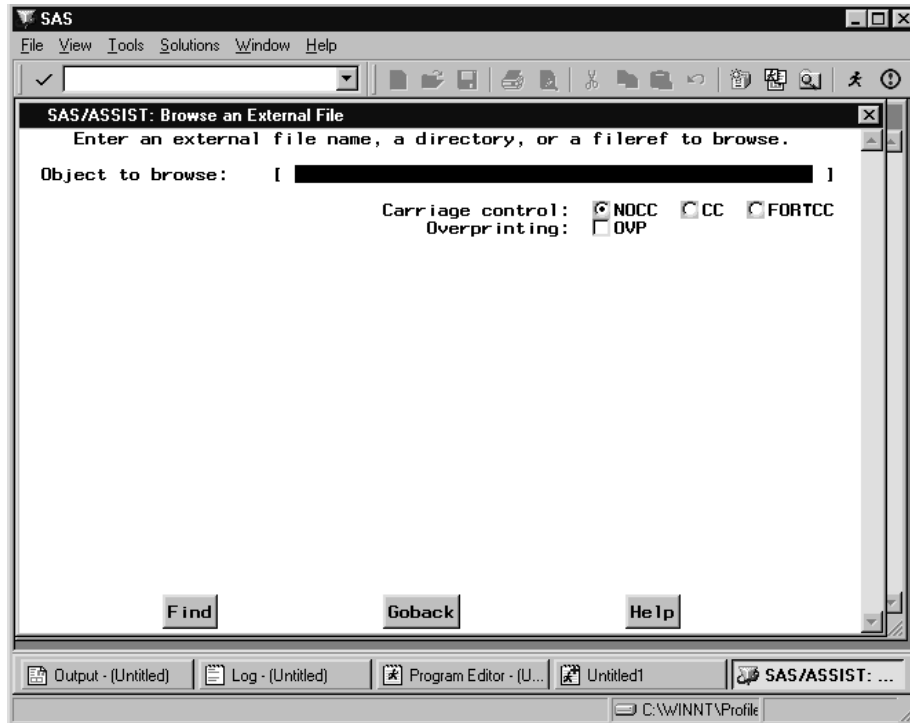 SAS
File View Tools Solutions Window Help
SAS/ASSIST: Browse an External File
Enter an external file name, a directory, or a fileref to browse.
Object to browse: [ ]
Carriage control: NOCC CC FORTCC
Overprinting: OVP
Find Goback Help
Output - (Untitled) Log - (Untitled) Program Editor - (U... Untitled1 SAS/ASSIST: ...
C:\WINNT\Profile